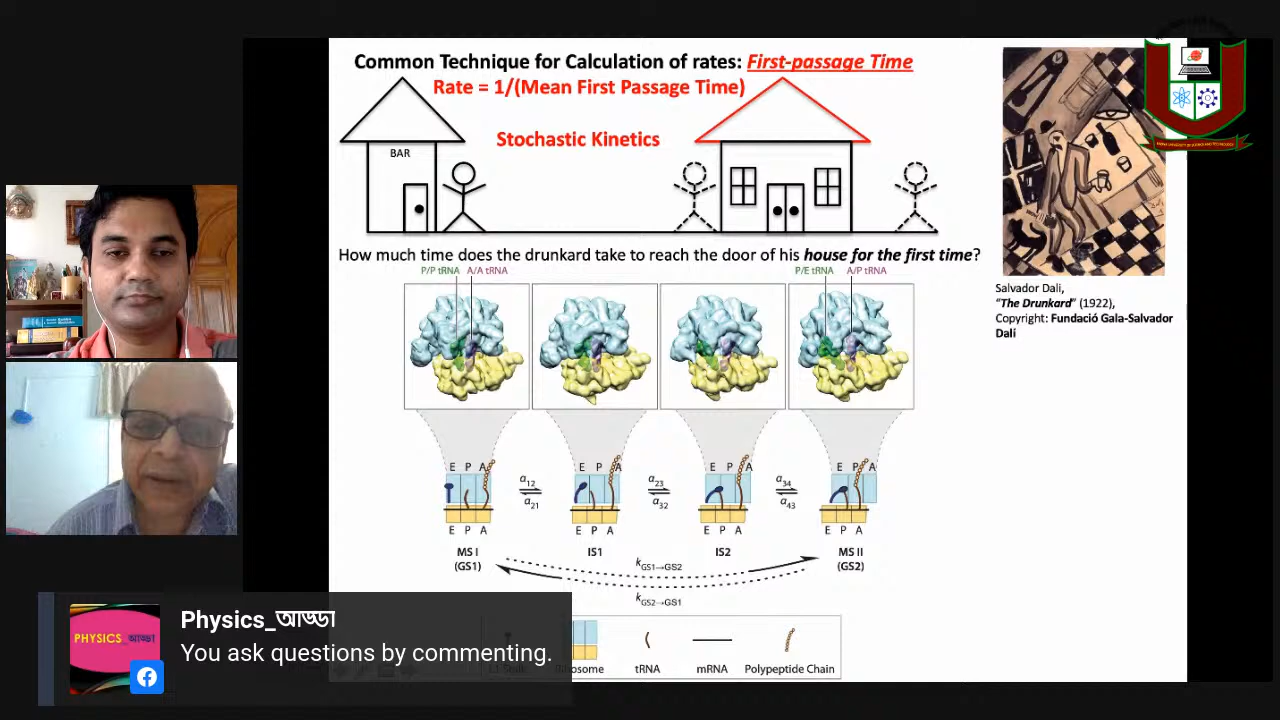 Common Technique for Calculation of rates: First-passage Time
Rate = 1/(Mean First Passage Time)
Stochastic Kinetics
BAR
How much time does the drunkard take to reach the door of his house for the first time?
Salvador Dali,
“The Drunkard” (1922),
Copyright: Fundació Gala-Salvador
Dalí
P/P tRNA A/A tRNA
P/E tRNA A/P tRNA
E P A
E P A
E P A
E P A
α12
α21
α23
α32
α34
α43
E P A
E P A
E P A
E P A
MS I
(GS1)
IS1
IS2
MS II
(GS2)
kGS1→GS2
kGS2→GS1
tRNA
mRNA
Polypeptide Chain
PHYSICS_আড্ডা
Physics_আড্ডা
You ask questions by commenting.